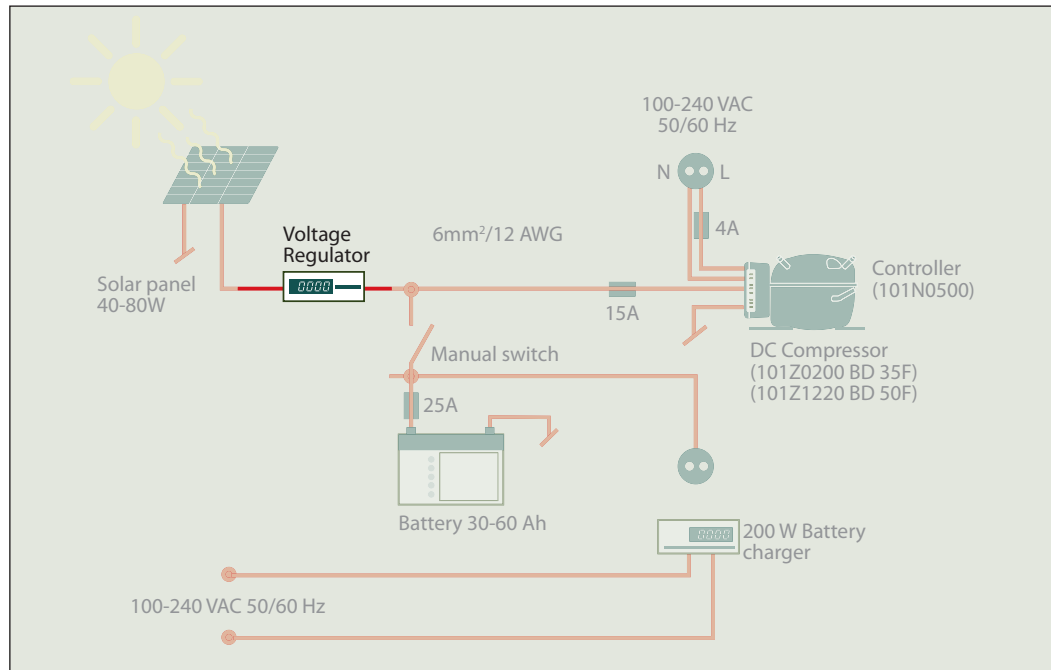 100-240 VAC
50/60 Hz
N
L
4A
Voltage
Regulator
6mm²/12 AWG
Solar panel
40-80W
Controller
(101N0500)
15A
DC Compressor
(101Z0200 BD 35F)
(101Z1220 BD 50F)
Manual switch
25A
Battery 30-60 Ah
200 W Battery
charger
100-240 VAC 50/60 Hz
0000
0000